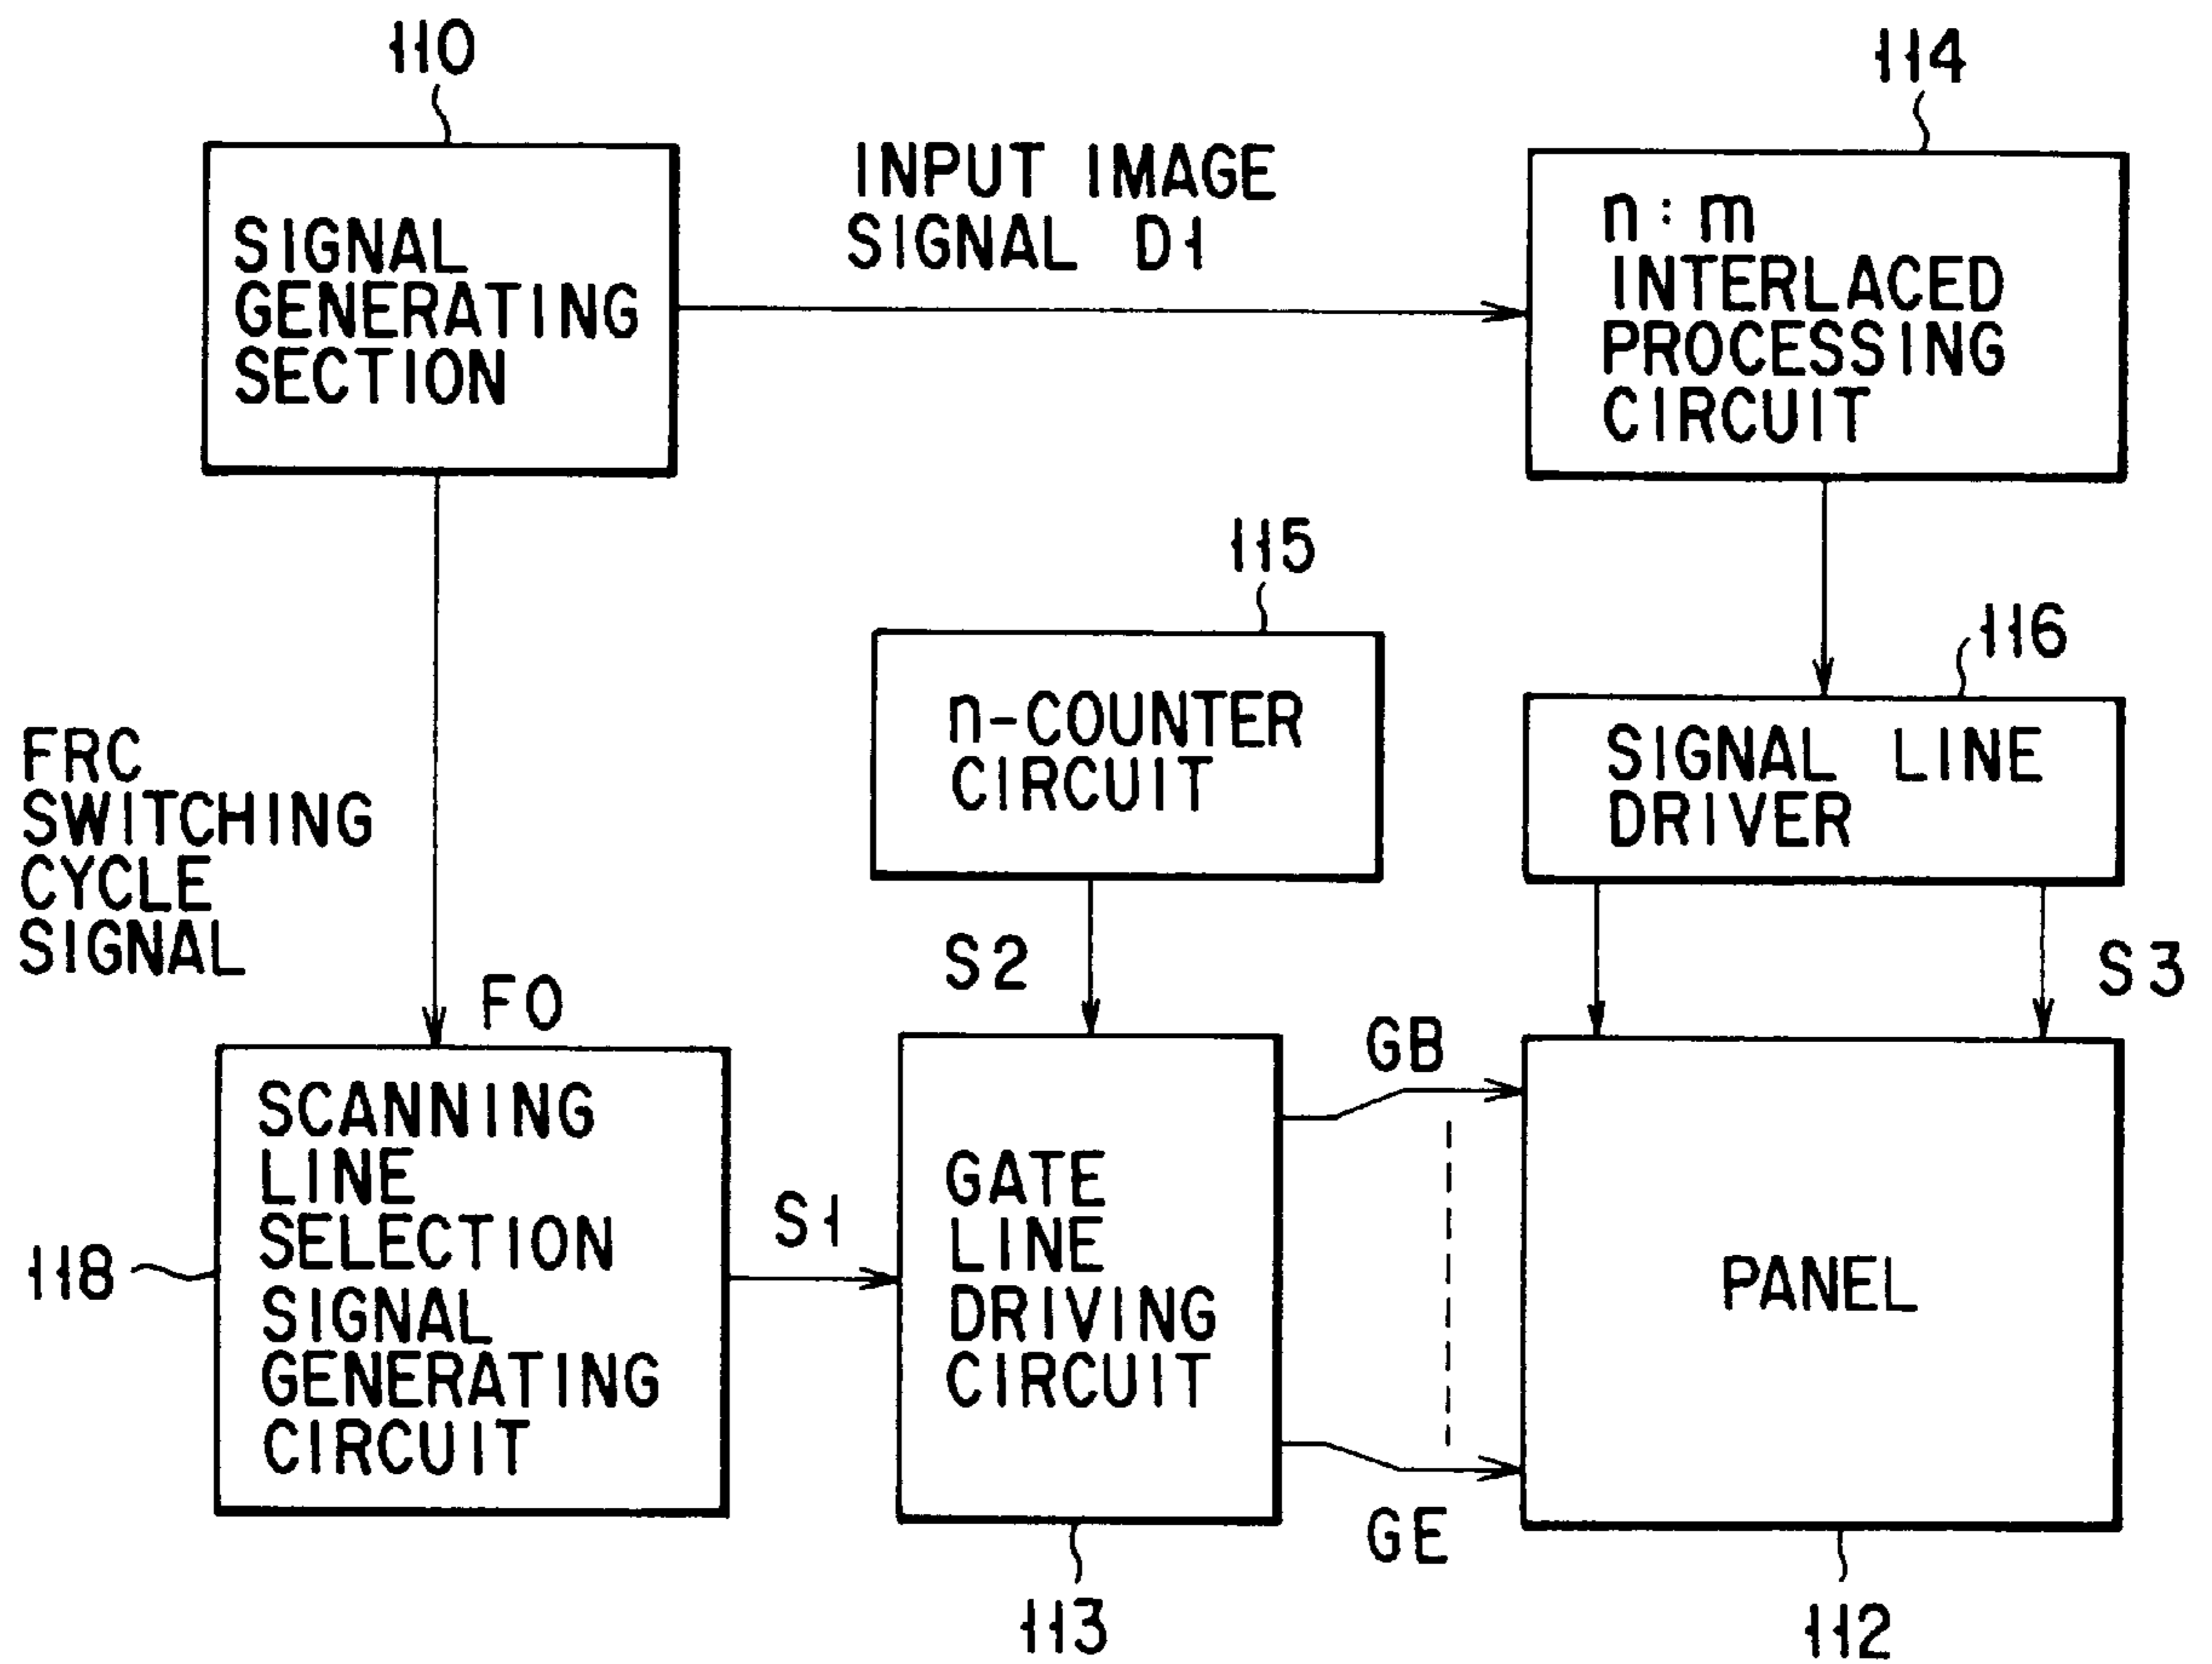 110
114
INPUT IMAGE
SIGNAL D1
SIGNAL
GENERATING
SECTION
n:m
INTERLACED
PROCESSING
CIRCUIT
115
116
n-COUNTER
CIRCUIT
SIGNAL LINE
DRIVER
FRC
SWITCHING
CYCLE
SIGNAL
F0
S2
S3
GB
SCANNING
LINE
SELECTION
SIGNAL
GENERATING
CIRCUIT
118
S1
GATE
LINE
DRIVING
CIRCUIT
PANEL
GE
113
112